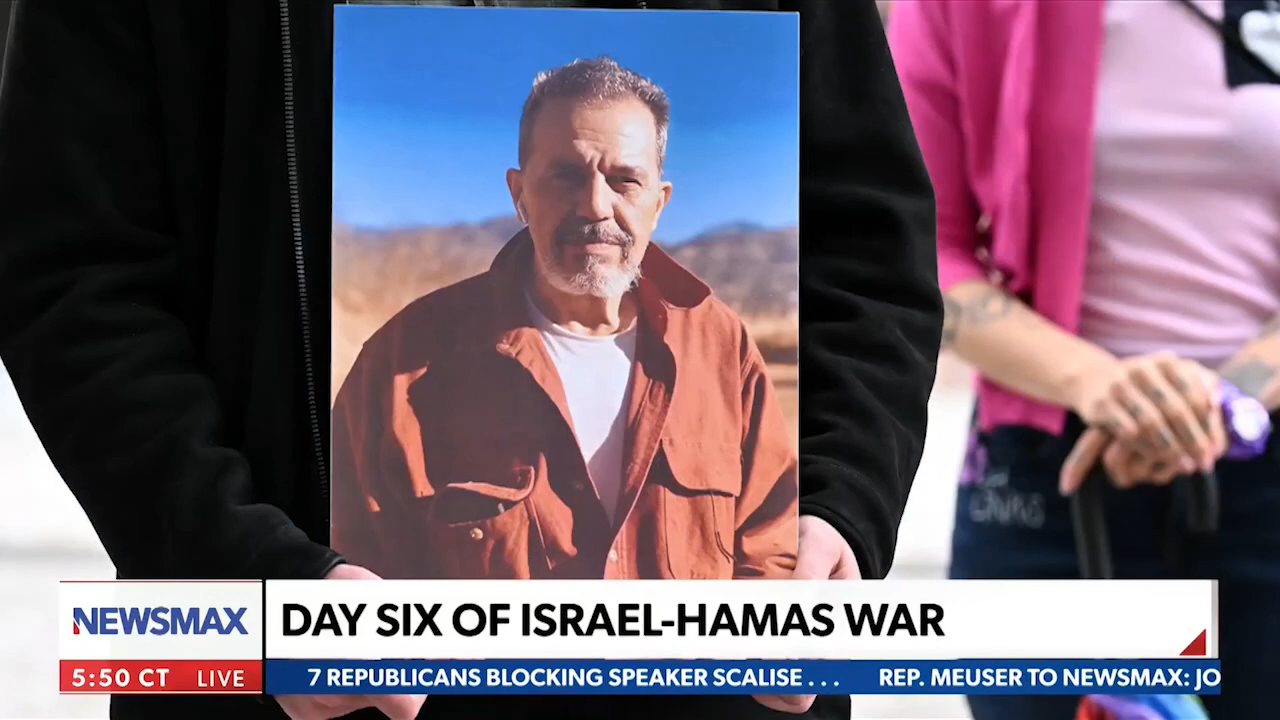 NEWSMAX
DAY SIX OF ISRAEL-HAMAS WAR
5:50 CT LIVE
7 REPUBLICANS BLOCKING SPEAKER SCALISE . . . REP. MEUSER TO NEWSMAX: JO